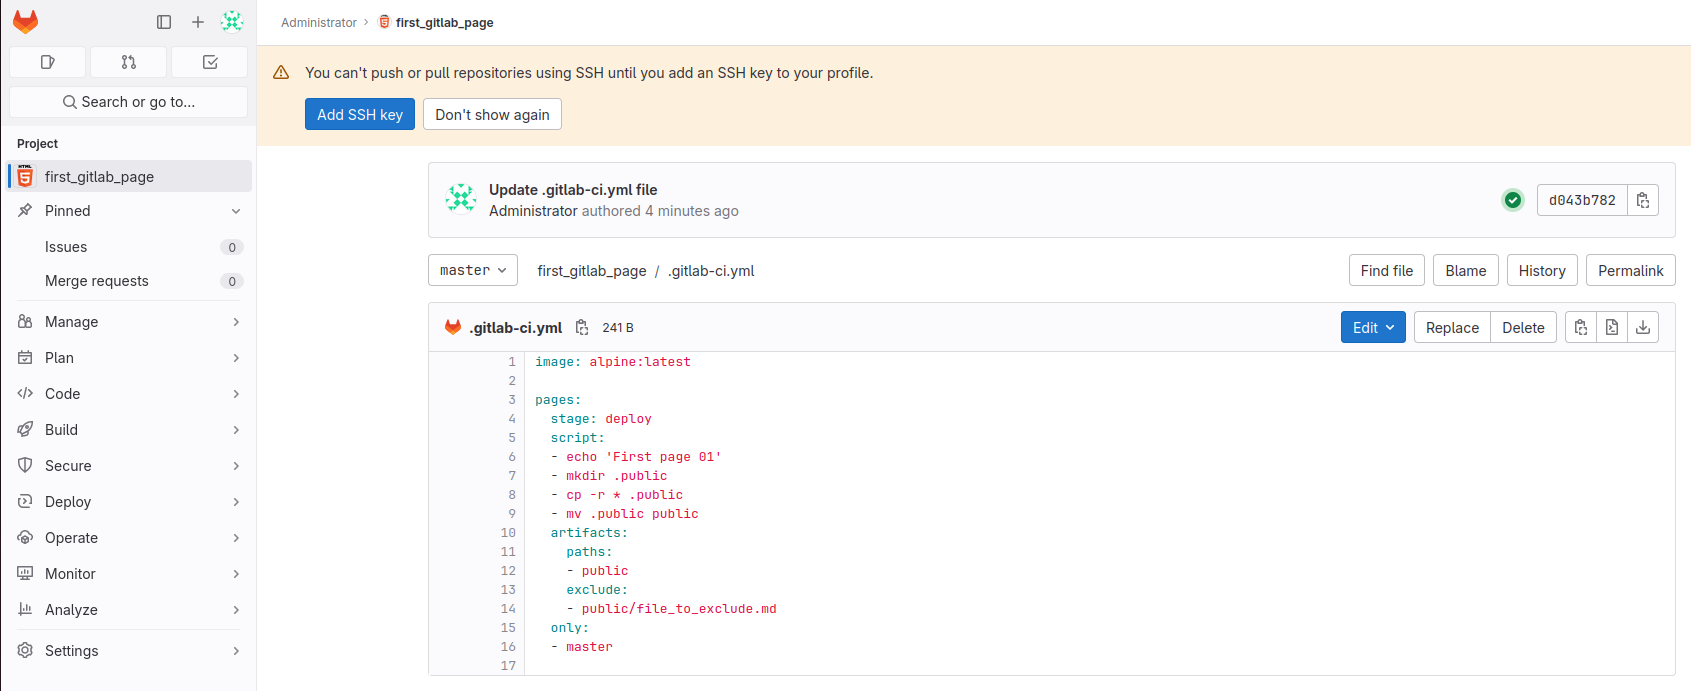 Administrator › first_gitlab_page
You can't push or pull repositories using SSH until you add an SSH key to your profile.
Add SSH key Don't show again
Search or go to...
Project
first_gitlab_page
Pinned
Issues 0
Merge requests 0
Manage
Plan
Code
Build
Secure
Deploy
Operate
Monitor
Analyze
Settings
Update .gitlab-ci.yml file
Administrator authored 4 minutes ago
d043b782
master first_gitlab_page / .gitlab-ci.yml Find file Blame History Permalink
.gitlab-ci.yml 241 B Edit Replace Delete
1 image: alpine:latest
2
3 pages:
4   stage: deploy
5   script:
6   - echo 'First page 01'
7   - mkdir .public
8   - cp -r * .public
9   - mv .public public
10   artifacts:
11     paths:
12     - public
13     exclude:
14     - public/file_to_exclude.md
15   only:
16   - master
17